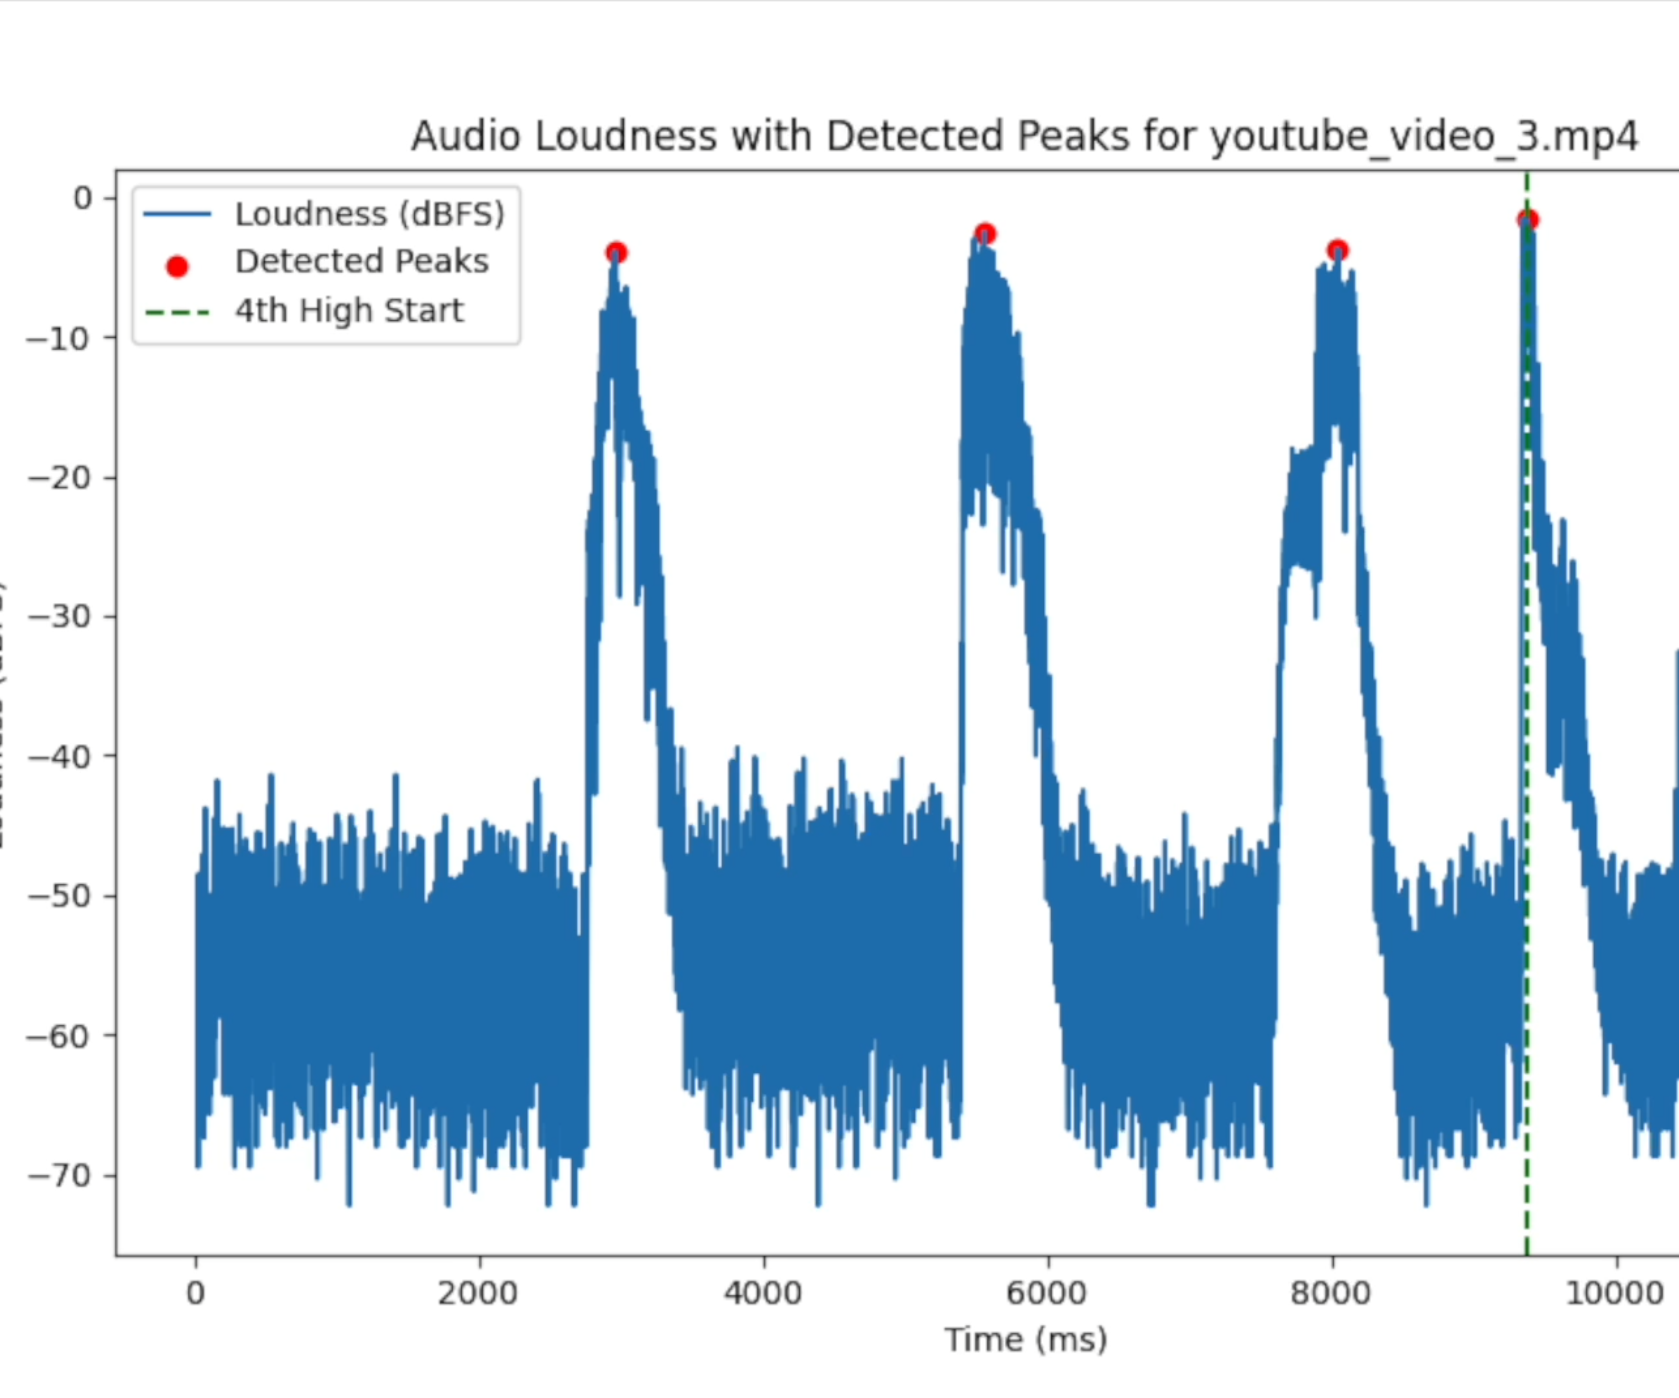 Audio Loudness with Detected Peaks for youtube_video_3.mp4
Loudness (dBFS)
Detected Peaks
4th High Start
0
−10
−20
−30
−40
−50
−60
−70
0 2000 4000 6000 8000 10000
Time (ms)